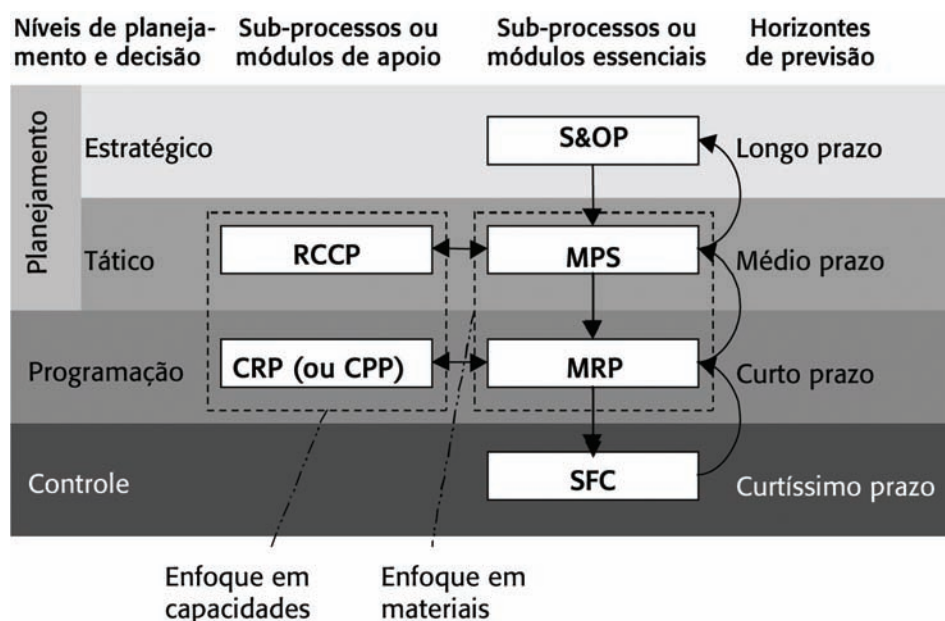 Níveis de planeja-
mento e decisão
Sub-processos ou
módulos de apoio
Sub-processos ou
módulos essenciais
Horizontes
de previsão
Planejamento
Estratégico
S&OP
Longo prazo
Tático
RCCP
MPS
Médio prazo
Programação
CRP (ou CPP)
MRP
Curto prazo
Controle
SFC
Curtíssimo prazo
Enfoque em
capacidades
Enfoque em
materiais